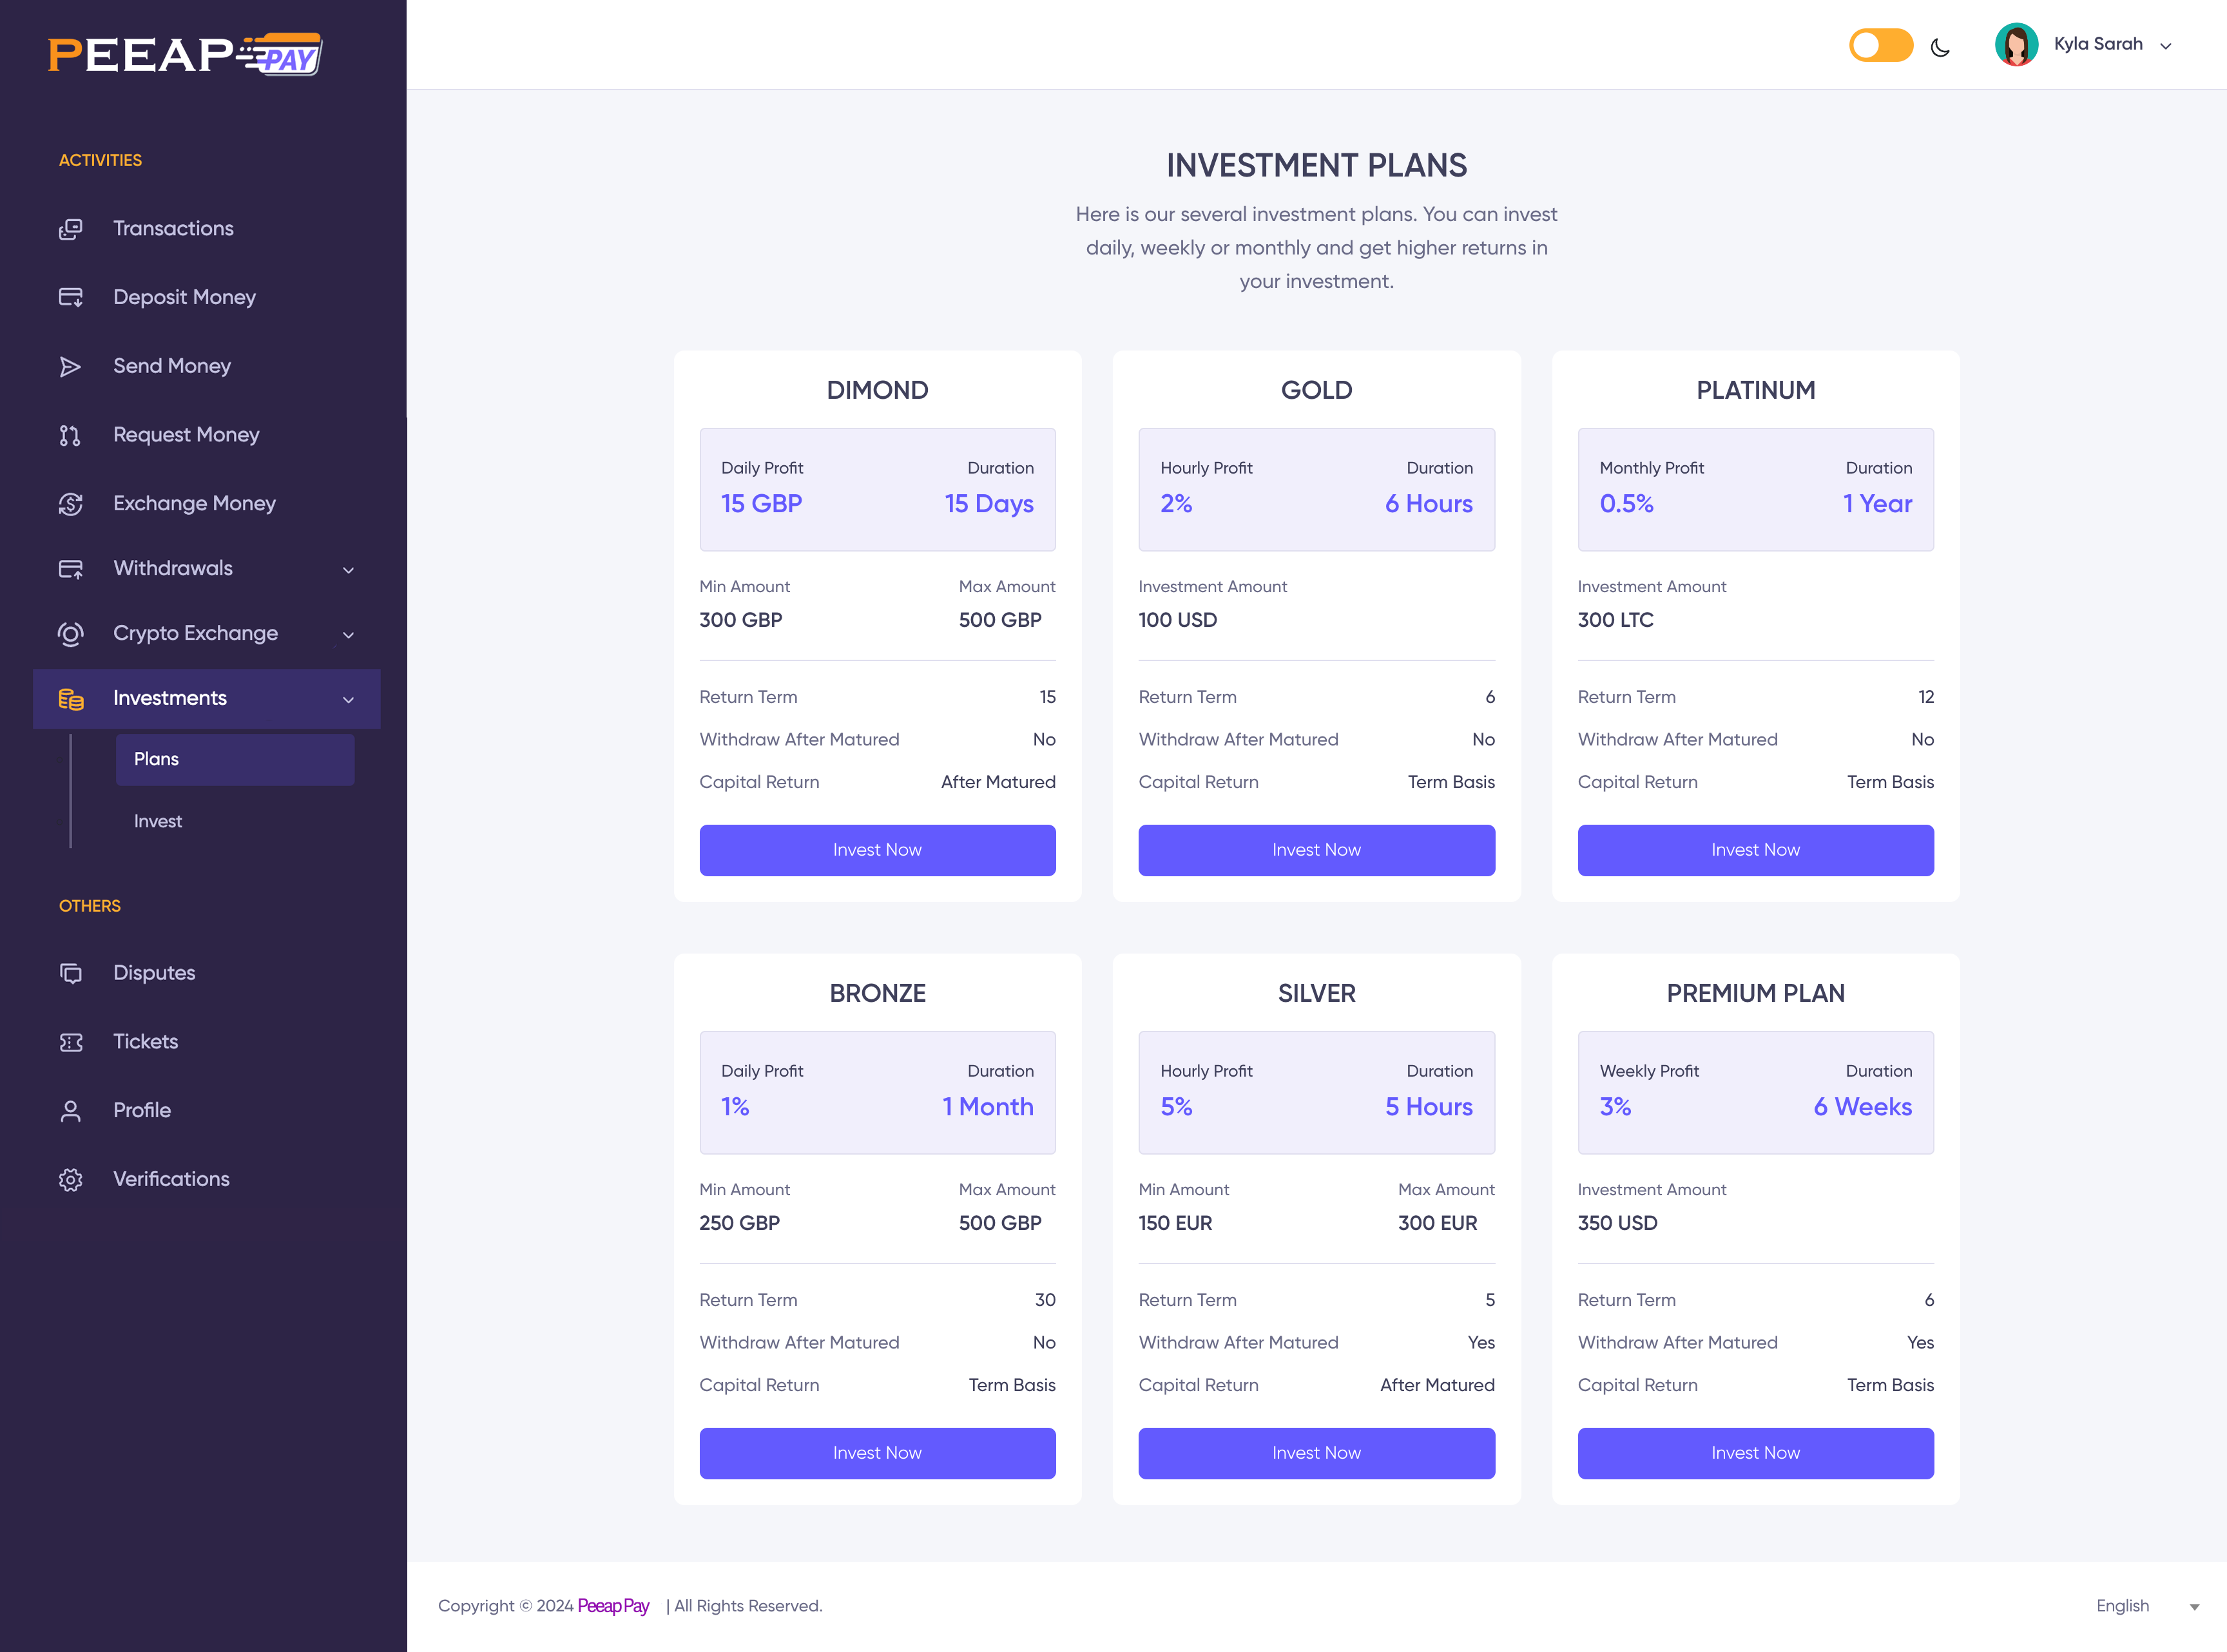 PEEAP PAY
Kyla Sarah
ACTIVITIES
Transactions
Deposit Money
Send Money
Request Money
Exchange Money
Withdrawals
Crypto Exchange
Investments
Plans
Invest
OTHERS
Disputes
Tickets
Profile
Verifications
INVESTMENT PLANS
Here is our several investment plans. You can invest
daily, weekly or monthly and get higher returns in
your investment.
DIMOND
Daily Profit Duration
15 GBP 15 Days
Min Amount Max Amount
300 GBP 500 GBP
Return Term 15
Withdraw After Matured No
Capital Return After Matured
Invest Now
GOLD
Hourly Profit Duration
2% 6 Hours
Investment Amount
100 USD
Return Term 6
Withdraw After Matured No
Capital Return Term Basis
Invest Now
PLATINUM
Monthly Profit Duration
0.5% 1 Year
Investment Amount
300 LTC
Return Term 12
Withdraw After Matured No
Capital Return Term Basis
Invest Now
BRONZE
Daily Profit Duration
1% 1 Month
Min Amount Max Amount
250 GBP 500 GBP
Return Term 30
Withdraw After Matured No
Capital Return Term Basis
Invest Now
SILVER
Hourly Profit Duration
5% 5 Hours
Min Amount Max Amount
150 EUR 300 EUR
Return Term 5
Withdraw After Matured Yes
Capital Return After Matured
Invest Now
PREMIUM PLAN
Weekly Profit Duration
3% 6 Weeks
Investment Amount
350 USD
Return Term 6
Withdraw After Matured Yes
Capital Return Term Basis
Invest Now
Copyright © 2024 Peeap Pay | All Rights Reserved.
English